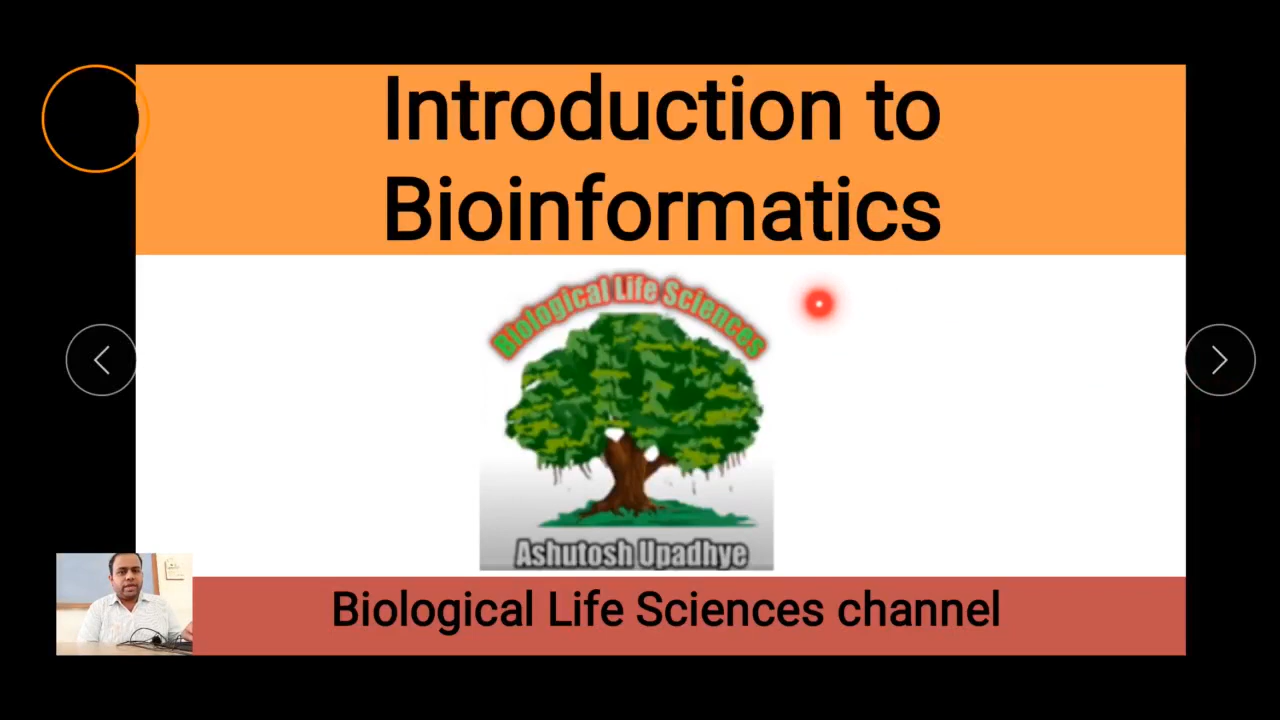 Introduction to
Bioinformatics
Biological Life Sciences
Ashutosh Upadhye
Biological Life Sciences channel